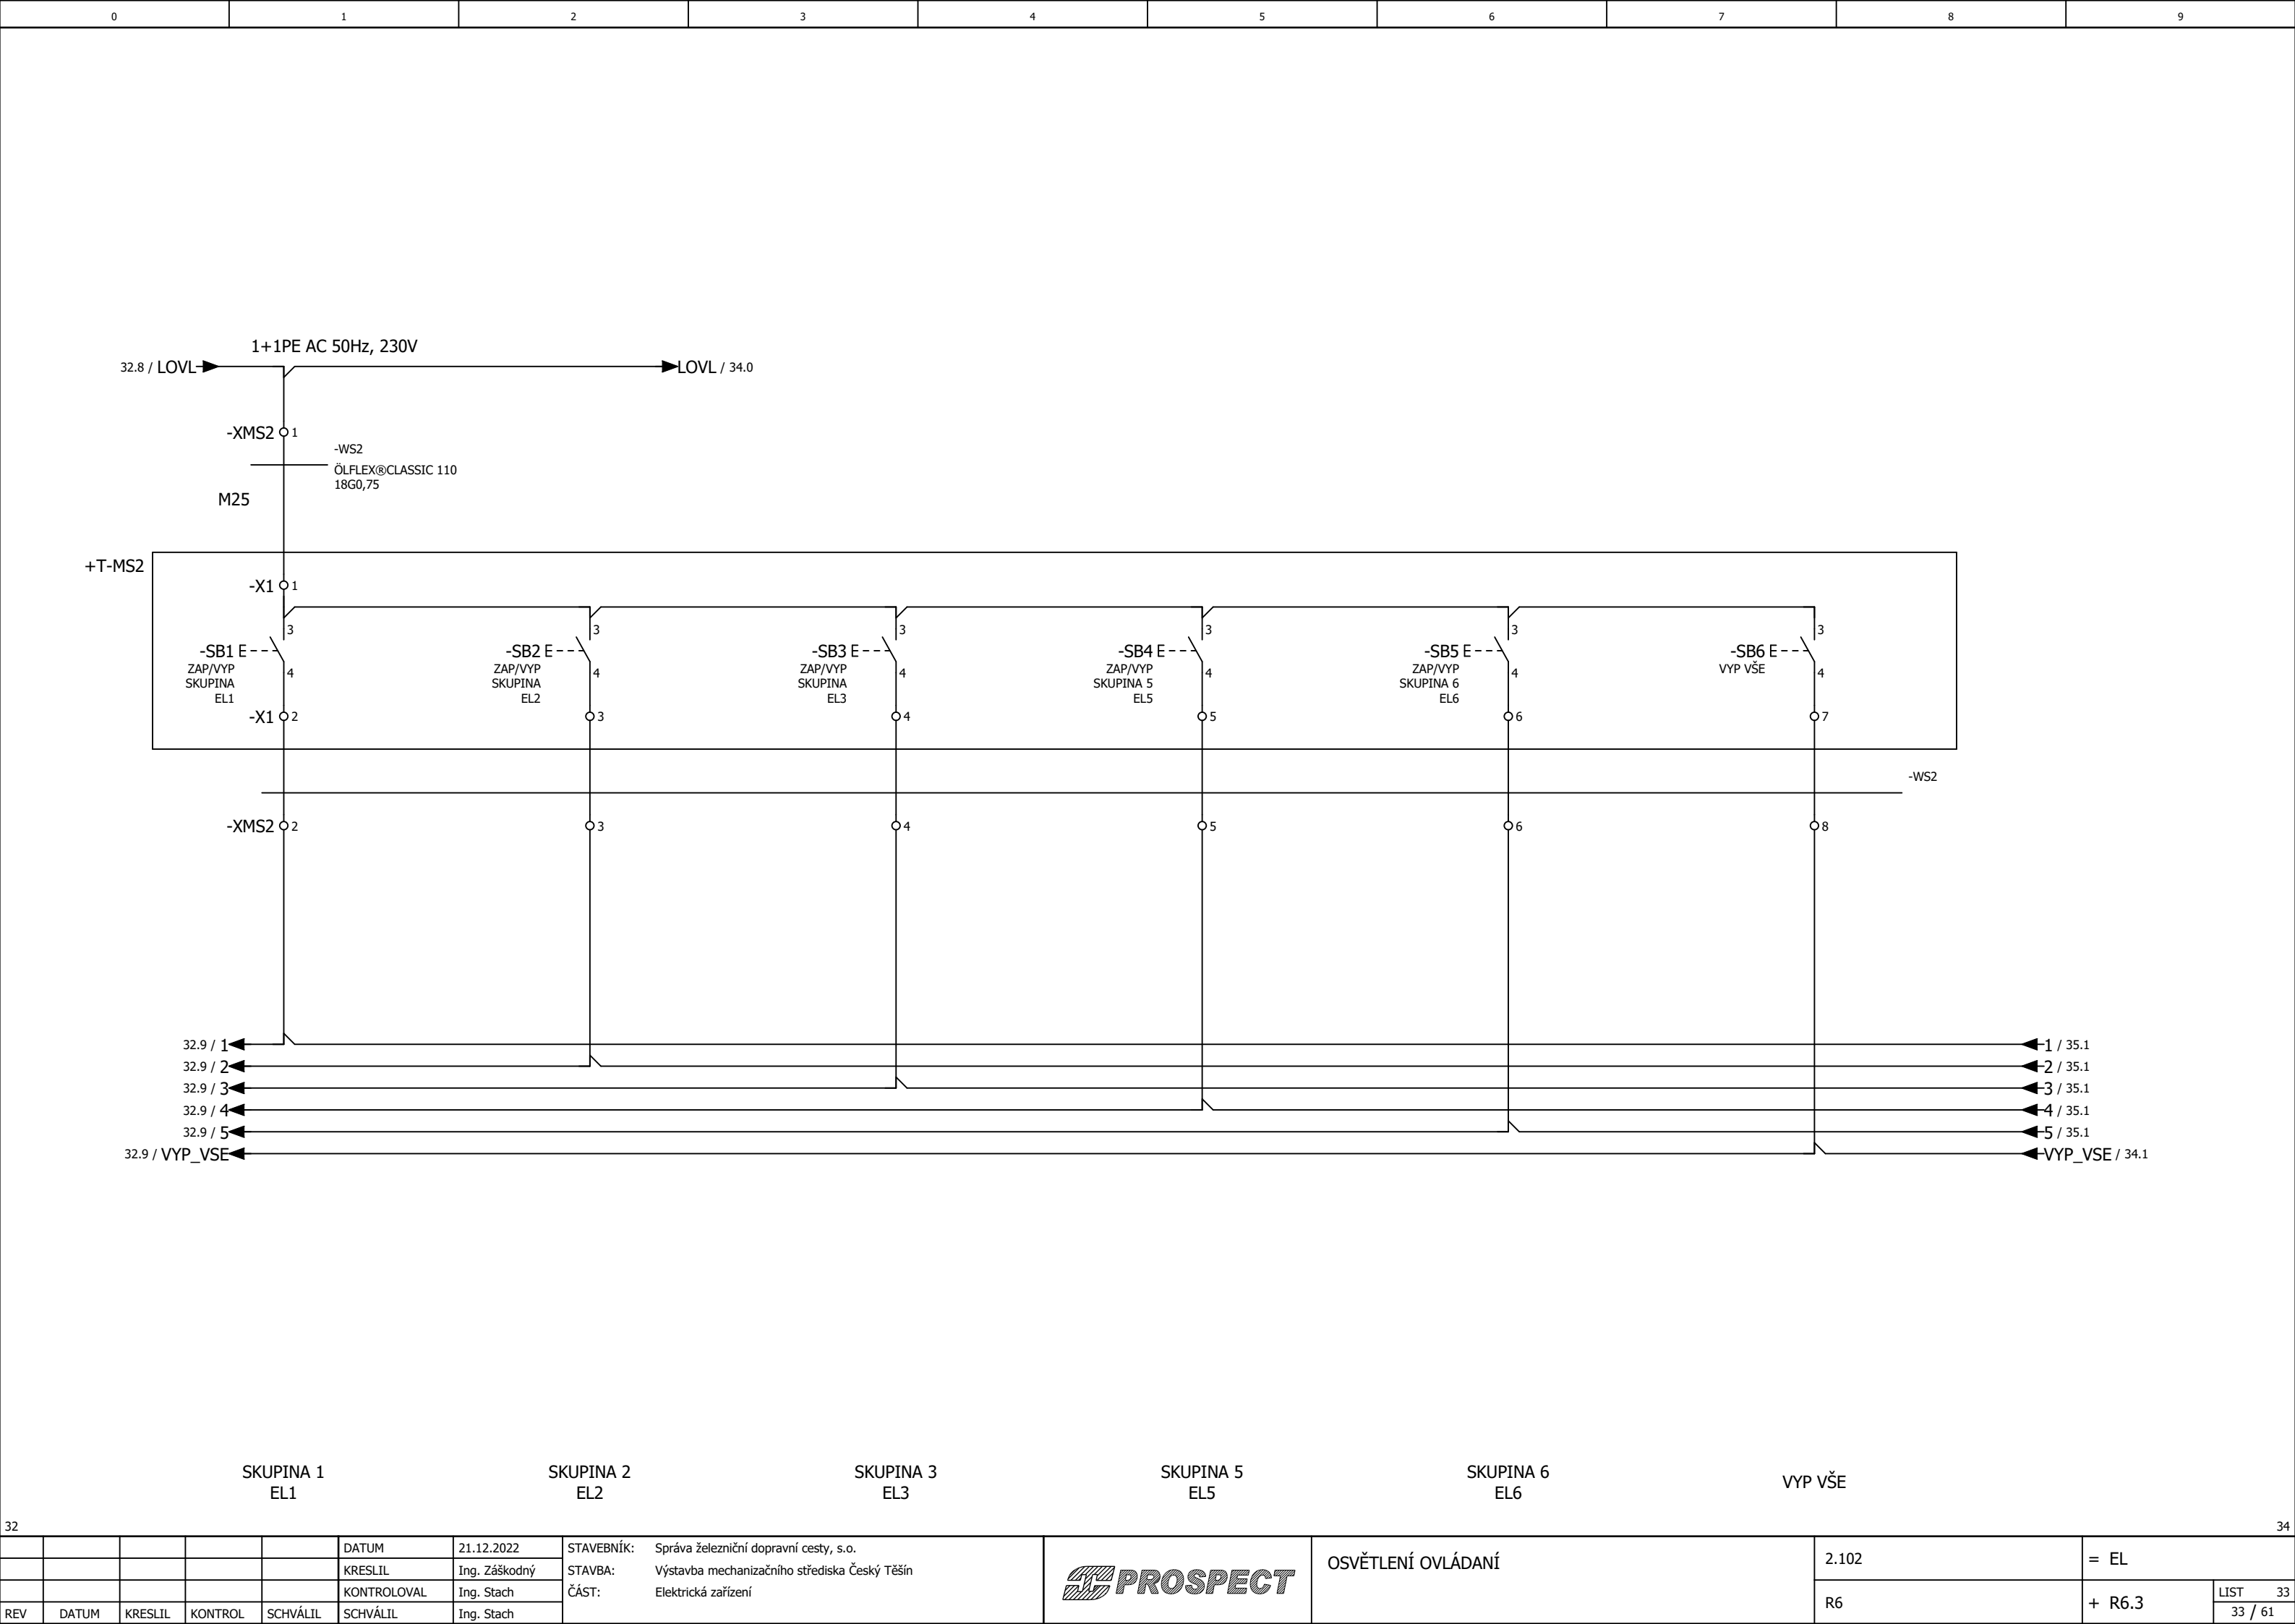 0 1 2 3 4 5 6 7 8 9
1+1PE AC 50Hz, 230V
32.8 / LOVL LOVL / 34.0
-XMS2 1
-WS2
ÖLFLEX®CLASSIC 110
18G0,75
M25
+T-MS2
-X1 1
3 3 3 3 3 3
-SB1 E -SB2 E -SB3 E -SB4 E -SB5 E -SB6 E
ZAP/VYP ZAP/VYP ZAP/VYP ZAP/VYP ZAP/VYP VYP VŠE
4 4 4 4 4 4
SKUPINA SKUPINA SKUPINA SKUPINA 5 SKUPINA 6
EL1 EL2 EL3 EL5 EL6
-X1 2 3 4 5 6 7
-WS2
-XMS2 2 3 4 5 6 8
32.9 / 1 1 / 35.1
32.9 / 2 2 / 35.1
32.9 / 3 3 / 35.1
32.9 / 4 4 / 35.1
32.9 / 5 5 / 35.1
32.9 / VYP_VSE VYP_VSE / 34.1
SKUPINA 1 SKUPINA 2 SKUPINA 3 SKUPINA 5 SKUPINA 6
EL1 EL2 EL3 EL5 EL6
VYP VŠE
32 34
DATUM 21.12.2022 STAVEBNÍK: Správa železniční dopravní cesty, s.o.
KRESLIL Ing. Záškodný STAVBA: Výstavba mechanizačního střediska Český Těšín
KONTROLOVAL Ing. Stach ČÁST: Elektrická zařízení
REV DATUM KRESLIL KONTROL SCHVÁLIL SCHVÁLIL Ing. Stach
PROSPECT
OSVĚTLENÍ OVLÁDANÍ
2.102 = EL
R6 + R6.3
LIST 33
33 / 61